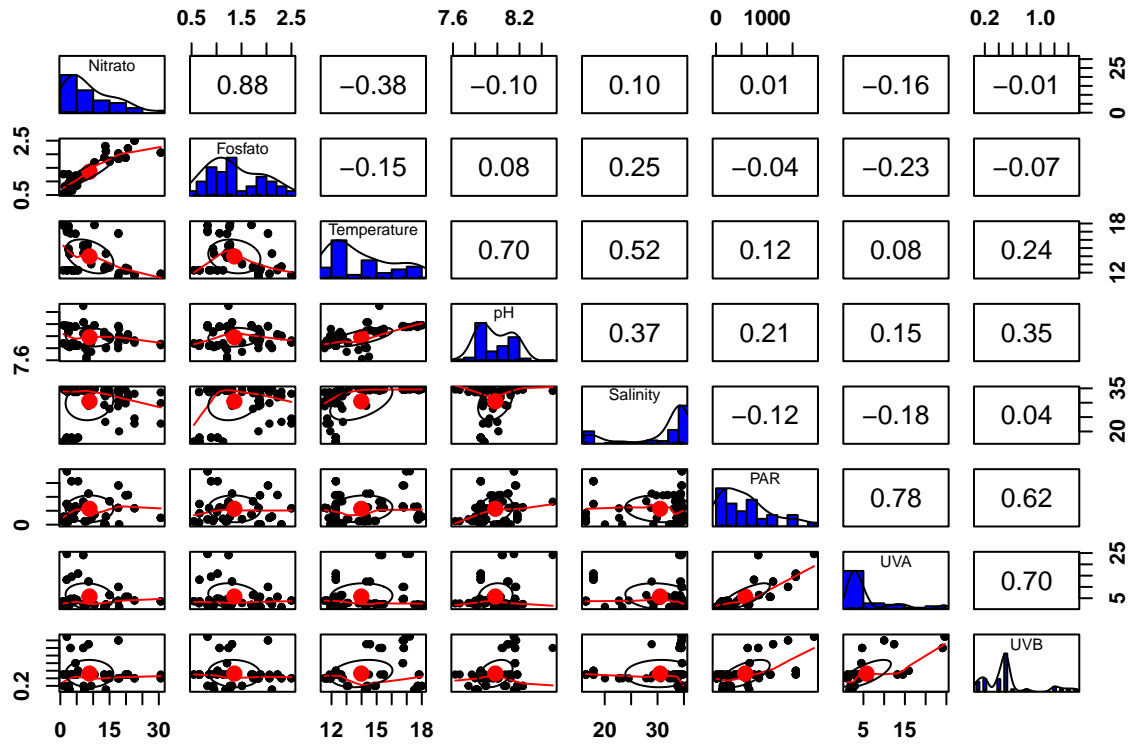 0.5 1.5 2.5 7.6 8.2 0 1000 0.2 1.0
Nitrato 0.88 −0.38 −0.10 0.10 0.01 −0.16 −0.01 0 25
0.5 2.5 Fosfato −0.15 0.08 0.25 −0.04 −0.23 −0.07
Temperature 0.70 0.52 0.12 0.08 0.24 12 18
7.6 pH 0.37 0.21 0.15 0.35
Salinity −0.12 −0.18 0.04 20 35
0 PAR 0.78 0.62
UVA 0.70 5 25
0.2 UVB
0 15 30 12 14 16 18 20 30 5 15